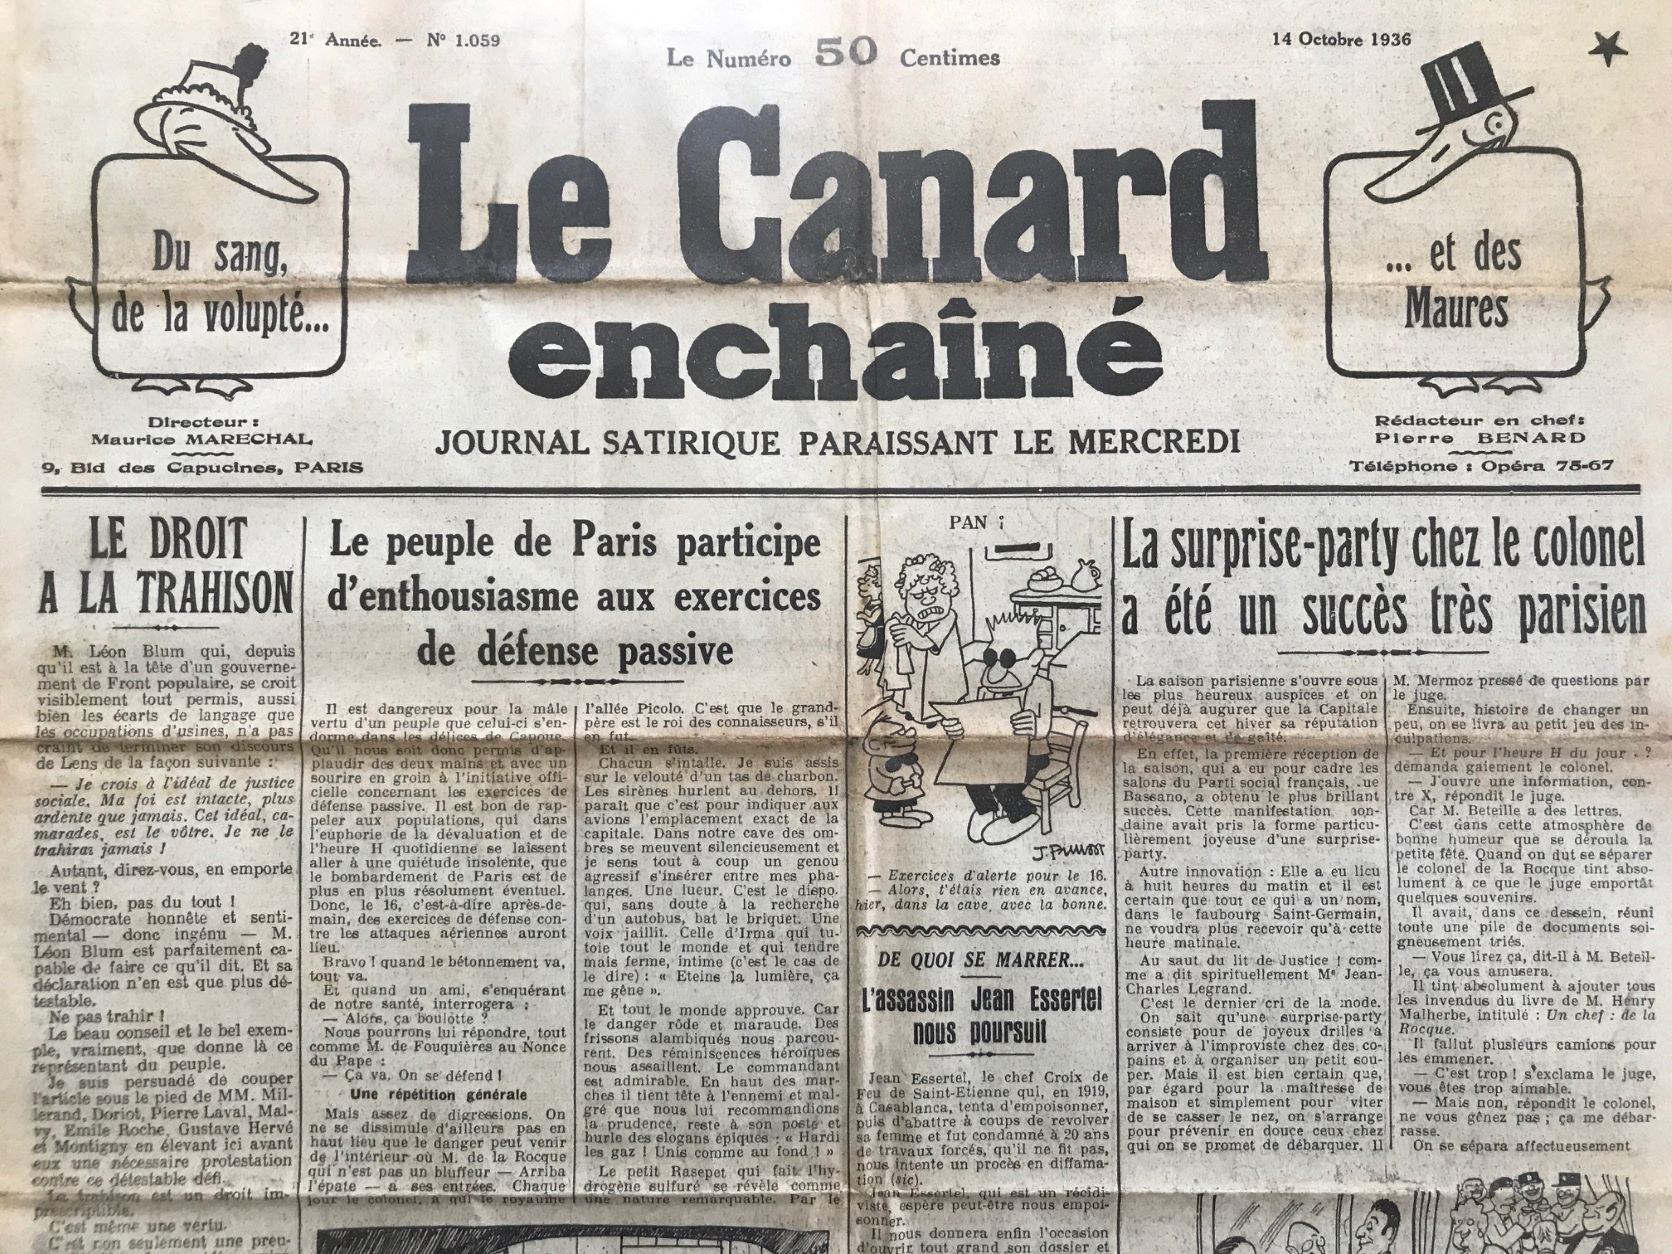 21e Année. — N° 1.059
Le Numéro 50 Centimes
14 Octobre 1936
Du sang,
de la volupté...
Le Canard
enchaîné
... et des
Maures
Directeur :
Maurice MARECHAL
9, Bld des Capucines, PARIS
JOURNAL SATIRIQUE PARAISSANT LE MERCREDI
Rédacteur en chef :
Pierre BENARD
Téléphone : Opéra 75-67
LE DROIT
A LA TRAHISON
M. Léon Blum qui, depuis
qu'il est à la tête d'un gouverne-
ment de Front populaire, se croit
visiblement tout permis, aussi
bien les écarts de langage que
les occupations d'usines, n'a pas
craint de terminer son discours
de Lens de la façon suivante :
— Je crois à l'idéal de justice
sociale. Ma foi est intacte, plus
ardente que jamais. Cet idéal, ca-
marades, est le vôtre. Je ne le
trahirai jamais !
Autant, direz-vous, en emporte
le vent ?
Eh bien, pas du tout !
Démocrate honnête et senti-
mental — donc ingénu — M.
Léon Blum est parfaitement ca-
pable de faire ce qu'il dit. Et sa
déclaration n'en est que plus dé-
testable.
Ne pas trahir !
Le beau conseil et le bel exem-
ple, vraiment, que donne là ce
représentant du peuple.
Je suis persuadé de couper
l'article sous le pied de MM. Mil-
lerand, Doriot, Pierre Laval, Mal-
vy, Emile Roche, Gustave Hervé
et Montigny en élevant ici avant
eux une nécessaire protestation
contre ce détestable défi.
La trahison est un droit im-
prescriptible.
C'est même une vertu.
C'est non seulement une preu-
Le peuple de Paris participe
d'enthousiasme aux exercices
de défense passive
Il est dangereux pour la mâle
vertu d'un peuple que celui-ci s'en-
dorme dans les délices de Capoue.
Qu'il nous soit donc permis d'ap-
plaudir des deux mains et avec un
sourire en groin à l'initiative offi-
cielle concernant les exercices de
défense passive. Il est bon de rap-
peler aux populations, qui dans
l'euphorie de la dévaluation et de
l'heure H quotidienne se laissent
aller à une quiétude insolente, que
le bombardement de Paris est de
plus en plus résolument éventuel.
Donc, le 16, c'est-à-dire après-de-
main, des exercices de défense con-
tre les attaques aériennes auront
lieu.
Bravo ! quand le bétonnement va,
tout va.
Et quand un ami, s'enquérant
de notre santé, interrogera :
— Alors, ça boulotte ?
Nous pourrons lui répondre, tout
comme M. de Fouquières au Nonce
du Pape :
— Ça va. On se défend !
Une répétition générale
Mais assez de digressions. On
ne se dissimule d'ailleurs pas en
haut lieu que le danger peut venir
de l'intérieur où M. de la Rocque
qui n'est pas un bluffeur — Arriba
l'épate — a ses entrées. Chaque
jour le colonel, à qui le royaume
l'allée Picolo. C'est que le grand-
père est le roi des connaisseurs, s'il
en fut.
Et il en fûts.
Chacun s'intalle. Je suis assis
sur le velouté d'un tas de charbon.
Les sirènes hurlent au dehors. Il
paraît que c'est pour indiquer aux
avions l'emplacement exact de la
capitale. Dans notre cave des om-
bres se meuvent silencieusement et
je sens tout à coup un genou
agressif s'insérer entre mes pha-
langes. Une lueur. C'est le dispo.
qui, sans doute à la recherche
d'un autobus, bat le briquet. Une
voix jaillit. Celle d'Irma qui tu-
toie tout le monde et qui tendre
mais ferme, intime (c'est le cas de
le dire) : « Eteins la lumière, ça
me gêne ».
Et tout le monde approuve. Car
le danger rôde et maraude. Des
frissons alambiqués nous parcou-
rent. Des réminiscences héroïques
nous assaillent. Le commandant
est admirable. En haut des mar-
ches il tient tête à l'ennemi et mal-
gré que nous lui recommandions
la prudence, reste à son poste et
hurle des slogans épiques : « Hardi
les gaz ! Unis comme au fond ! »
Le petit Rasepet qui fait l'hy-
drogène sulfuré se révèle comme
une nature remarquable. Par le
PAN !
— Exercices d'alerte pour le 16.
— Alors, t'étais rien en avance,
hier, dans la cave, avec la bonne.
DE QUOI SE MARRER...
L'assassin Jean Essertel
nous poursuit
Jean Essertel, le chef Croix de
Feu de Saint-Etienne qui, en 1919,
à Casablanca, tenta d'empoisonner,
puis d'abattre à coups de revolver
sa femme et fut condamné à 20 ans
de travaux forcés, qu'il ne fit pas,
nous intente un procès en diffama-
tion (sic).
Jean Essertel, qui est un récidi-
viste, espère peut-être nous empoi-
sonner.
Il nous donnera enfin l'occasion
d'ouvrir tout grand son dossier et
La surprise-party chez le colonel
a été un succès très parisien
La saison parisienne s'ouvre sous
les plus heureux auspices et on
peut déjà augurer que la Capitale
retrouvera cet hiver sa réputation
d'élégance et de gaîté.
En effet, la première réception de
la saison, qui a eu pour cadre les
salons du Parti social français, rue
Bassano, a obtenu le plus brillant
succès. Cette manifestation mon-
daine avait pris la forme particu-
lièrement joyeuse d'une surprise-
party.
Autre innovation : Elle a eu lieu
à huit heures du matin et il est
certain que tout ce qui a un nom,
dans le faubourg Saint-Germain,
ne voudra plus recevoir qu'à cette
heure matinale.
Au saut du lit de Justice ! com-
me a dit spirituellement Me Jean-
Charles Legrand.
C'est le dernier cri de la mode.
On sait qu'une surprise-party
consiste pour de joyeux drilles à
arriver à l'improviste chez des co-
pains et à organiser un petit sou-
per. Mais il est bien certain que,
par égard pour la maîtresse de
maison et simplement pour éviter
de se casser le nez, on s'arrange
pour prévenir en douce ceux chez
qui on se promet de débarquer. Il
M. Mermoz pressé de questions par
le juge.
Ensuite, histoire de changer un
peu, on se livra au petit jeu des in-
culpations.
— Et pour l'heure H du jour . ?
demanda gaiement le colonel.
— J'ouvre une information, con-
tre X, répondit le juge.
Car M. Beteille a des lettres.
C'est dans cette atmosphère de
bonne humeur que se déroula la
petite fête. Quand on dut se séparer
le colonel de la Rocque tint abso-
lument à ce que le juge emportât
quelques souvenirs.
Il avait, dans ce dessein, réuni
toute une pile de documents soi-
gneusement triés.
— Vous lirez ça, dit-il à M. Beteil-
le, ça vous amusera.
Il tint absolument à ajouter tous
les invendus du livre de M. Henry
Malherbe, intitulé : Un chef : de la
Rocque.
Il fallut plusieurs camions pour
les emmener.
— C'est trop ! s'exclama le juge,
vous êtes trop aimable.
— Mais non, répondit le colonel,
ne vous gênez pas ; ça me débar-
rasse.
On se sépara affectueusement